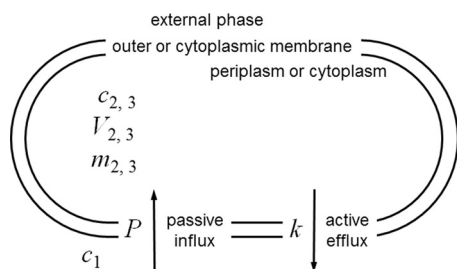 external phase
outer or cytoplasmic membrane
periplasm or cytoplasm
c2, 3
V2, 3
m2, 3
P passive influx k active efflux
c1